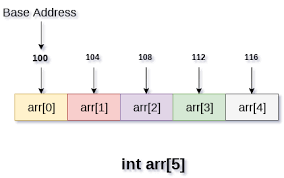 Base Address
100 104 108 112 116
arr[0] arr[1] arr[2] arr[3] arr[4]
int arr[5]